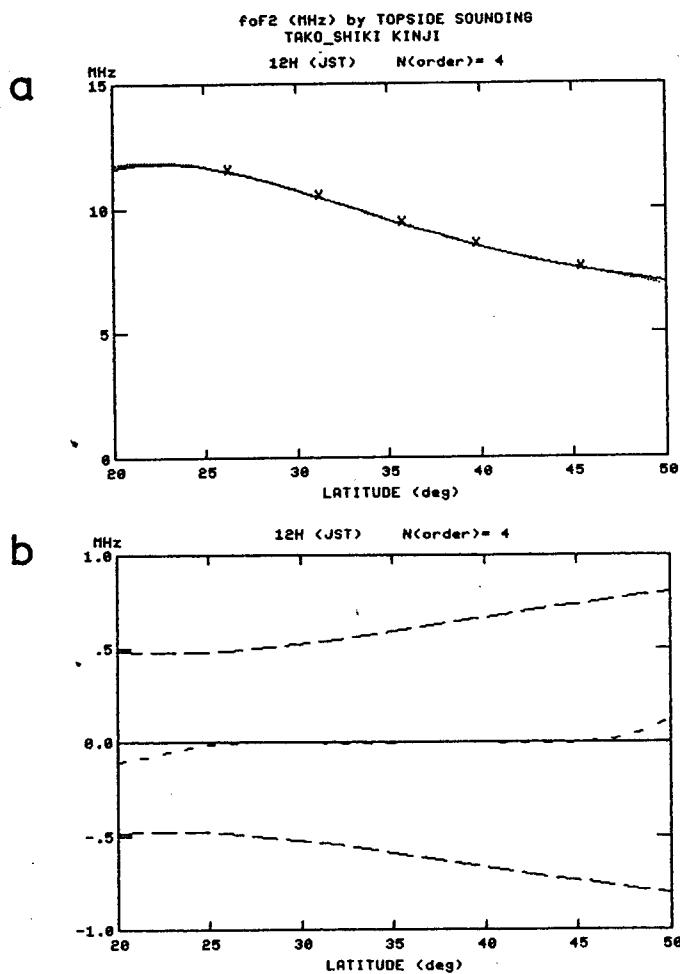 foF2 (MHz) by TOPSIDE SOUNDING
TAKO_SHIKI KINJI
12H (JST) N(order)= 4
a
MHz
15
10
5
0
20 25 30 35 40 45 50
LATITUDE (deg)
b
12H (JST) N(order)= 4
MHz
1.0
.5
0.0
-.5
-1.0
20 25 30 35 40 45 50
LATITUDE (deg)